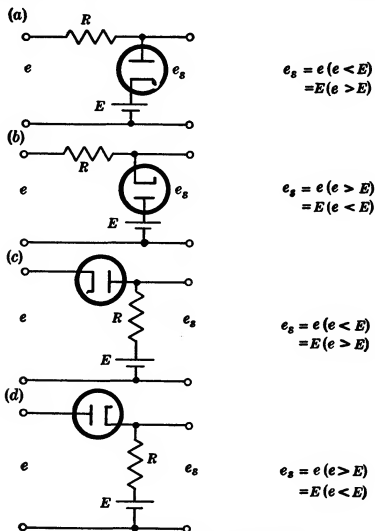 (a)
R
e
e_s
E
e_s = e (e < E)
= E (e > E)
(b)
R
e
e_s
E
e_s = e (e > E)
= E (e < E)
(c)
e
R
e_s
E
e_s = e (e < E)
= E (e > E)
(d)
e
R
e_s
E
e_s = e (e > E)
= E (e < E)